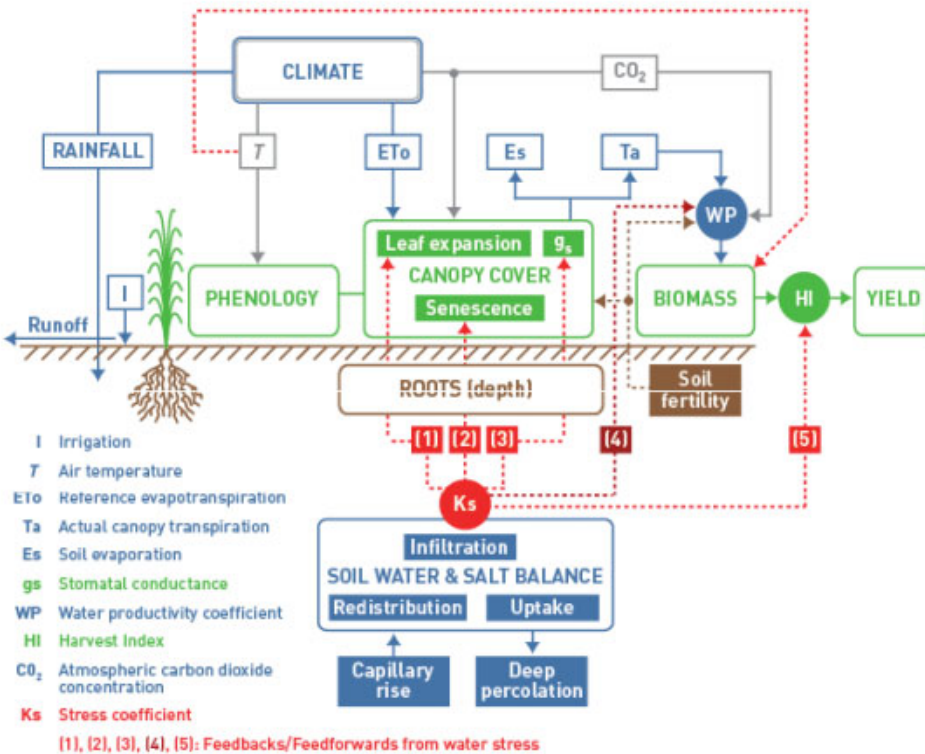 CLIMATE
CO₂
RAINFALL
T
ETo
Es
Ta
WP
Leaf expansion
gs
CANOPY COVER
Senescence
PHENOLOGY
BIOMASS
HI
YIELD
I
Runoff
ROOTS (depth)
Soil
fertility
(1)
(2)
(3)
(4)
(5)
Ks
Infiltration
SOIL WATER & SALT BALANCE
Redistribution
Uptake
Capillary
rise
Deep
percolation
I Irrigation
T Air temperature
ETo Reference evapotranspiration
Ta Actual canopy transpiration
Es Soil evaporation
gs Stomatal conductance
WP Water productivity coefficient
HI Harvest Index
CO₂ Atmospheric carbon dioxide
concentration
Ks Stress coefficient
(1), (2), (3), (4), (5): Feedbacks/Feedforwards from water stress